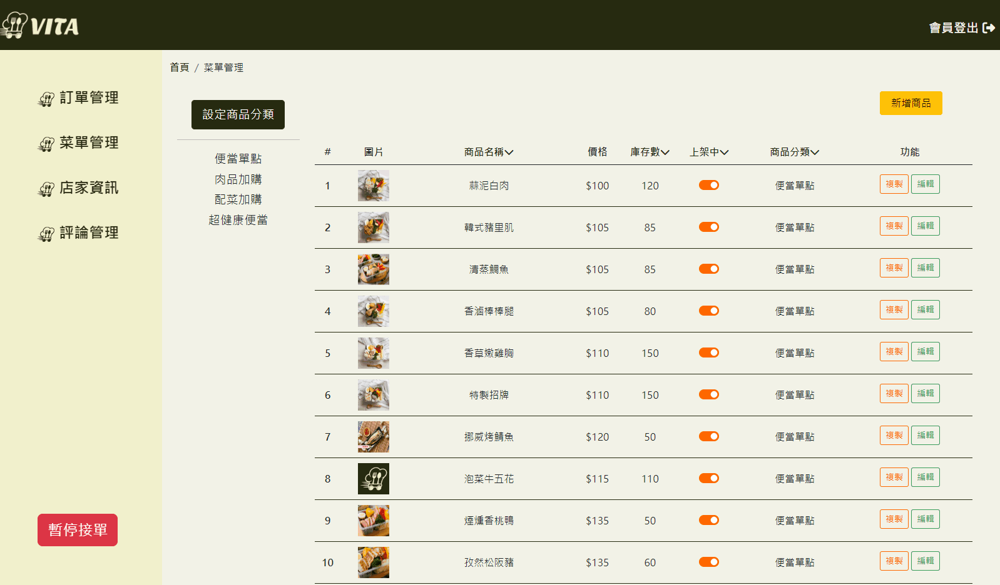 VITA
會員登出
訂單管理
菜單管理
店家資訊
評論管理
暫停接單
首頁 / 菜單管理
設定商品分類
便當單點
肉品加購
配菜加購
超健康便當
新增商品
# 圖片 商品名稱 價格 庫存數 上架中 商品分類 功能
1 蒜泥白肉 $100 120 便當單點 複製 編輯
2 韓式豬里肌 $105 85 便當單點 複製 編輯
3 清蒸鯛魚 $105 85 便當單點 複製 編輯
4 香滷棒棒腿 $105 80 便當單點 複製 編輯
5 香草嫩雞胸 $110 150 便當單點 複製 編輯
6 特製招牌 $110 150 便當單點 複製 編輯
7 挪威烤鯖魚 $120 50 便當單點 複製 編輯
8 泡菜牛五花 $115 110 便當單點 複製 編輯
9 煙燻香桃鴨 $135 50 便當單點 複製 編輯
10 孜然松阪豬 $135 60 便當單點 複製 編輯